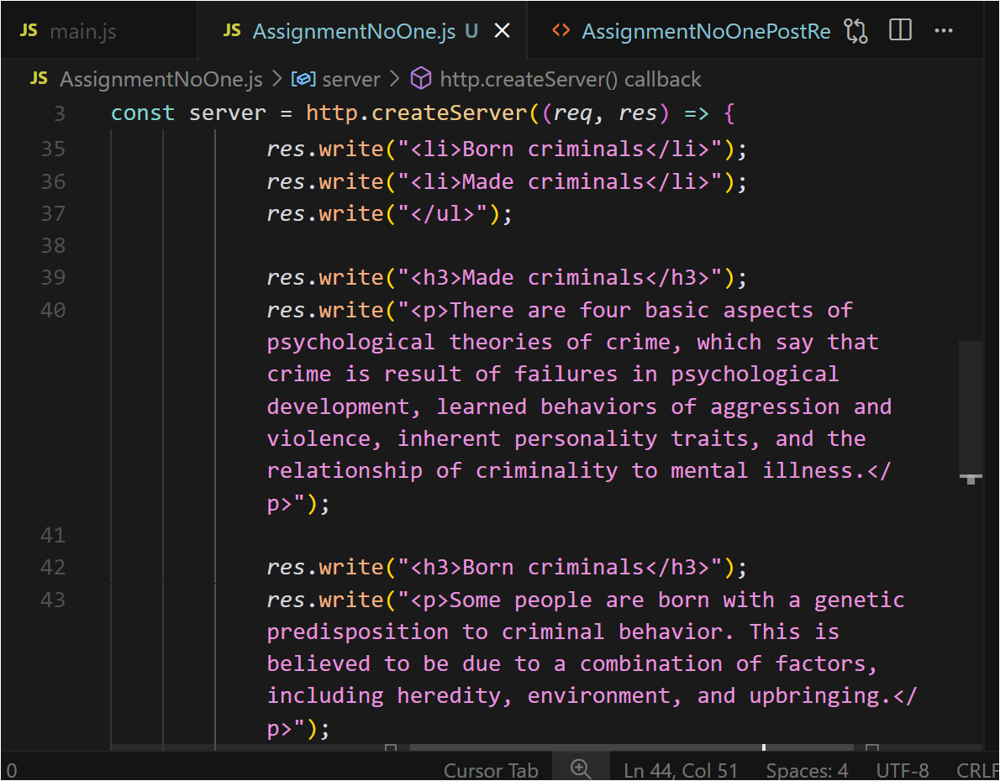 JS main.js JS AssignmentNoOne.js U × <> AssignmentNoOnePostRe ...
JS AssignmentNoOne.js > server > http.createServer() callback
3 const server = http.createServer((req, res) => {
35 res.write("<li>Born criminals</li>");
36 res.write("<li>Made criminals</li>");
37 res.write("</ul>");
38
39 res.write("<h3>Made criminals</h3>");
40 res.write("<p>There are four basic aspects of
psychological theories of crime, which say that
crime is result of failures in psychological
development, learned behaviors of aggression and
violence, inherent personality traits, and the
relationship of criminality to mental illness.</
p>");
41
42 res.write("<h3>Born criminals</h3>");
43 res.write("<p>Some people are born with a genetic
predisposition to criminal behavior. This is
believed to be due to a combination of factors,
including heredity, environment, and upbringing.</
p>");
0 Cursor Tab Ln 44, Col 51 Spaces: 4 UTF-8 CRLF